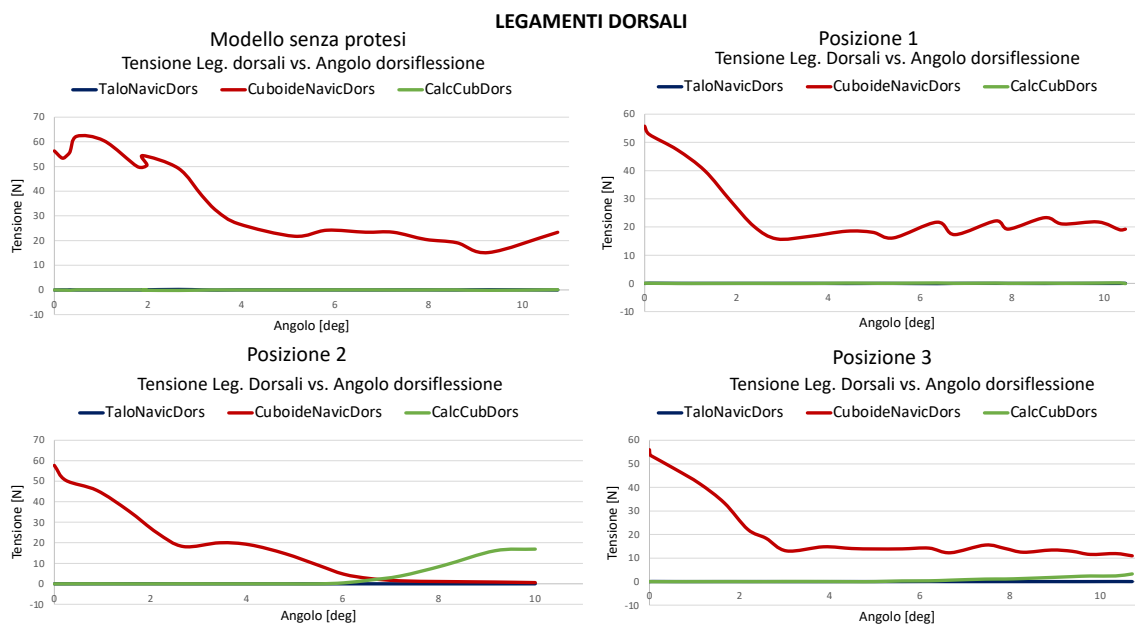 LEGAMENTI DORSALI
Modello senza protesi
Tensione Leg. dorsali vs. Angolo dorsiflessione
TaloNavicDors CuboideNavicDors CalcCubDors
Tensione [N]
70
60
50
40
30
20
10
0
-10
0 2 4 6 8 10
Angolo [deg]
Posizione 1
Tensione Leg. Dorsali vs. Angolo dorsiflessione
TaloNavicDors CuboideNavicDors CalcCubDors
Tensione [N]
60
50
40
30
20
10
0
-10
0 2 4 6 8 10
Angolo [deg]
Posizione 2
Tensione Leg. Dorsali vs. Angolo dorsiflessione
TaloNavicDors CuboideNavicDors CalcCubDors
Tensione [N]
70
60
50
40
30
20
10
0
-10
0 2 4 6 8 10
Angolo [deg]
Posizione 3
Tensione Leg. Dorsali vs. Angolo dorsiflessione
TaloNavicDors CuboideNavicDors CalcCubDors
Tensione [N]
60
50
40
30
20
10
0
-10
0 2 4 6 8 10
Angolo [deg]